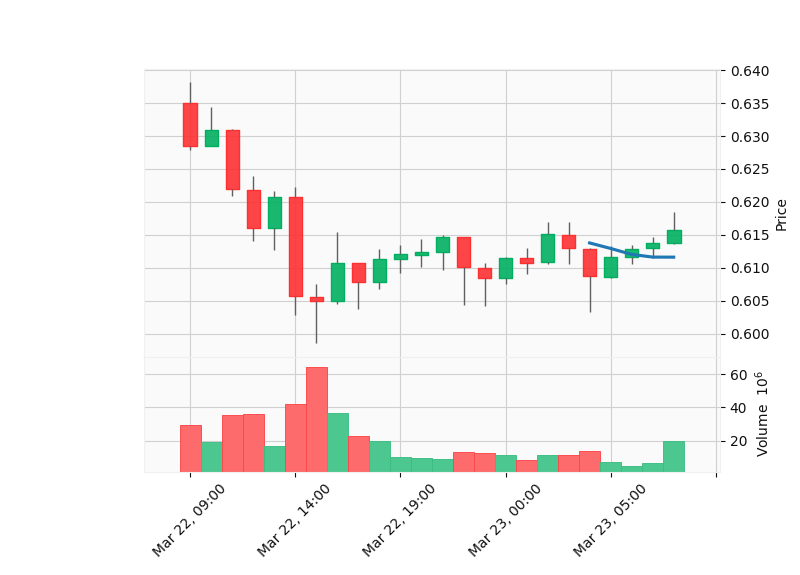 0.640
0.635
0.630
0.625
0.620
0.615
0.610
0.605
0.600
Price
60
40
20
Volume 10⁶
Mar 22, 09:00
Mar 22, 14:00
Mar 22, 19:00
Mar 23, 00:00
Mar 23, 05:00